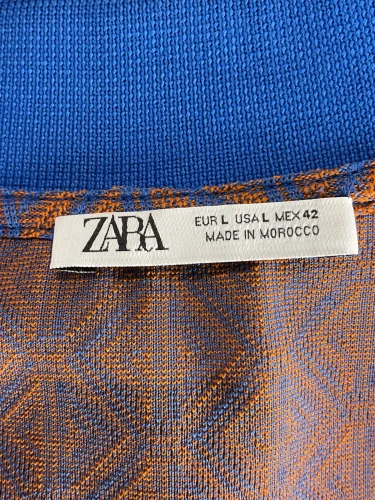 ZARA
EUR L USA L MEX 42
MADE IN MOROCCO